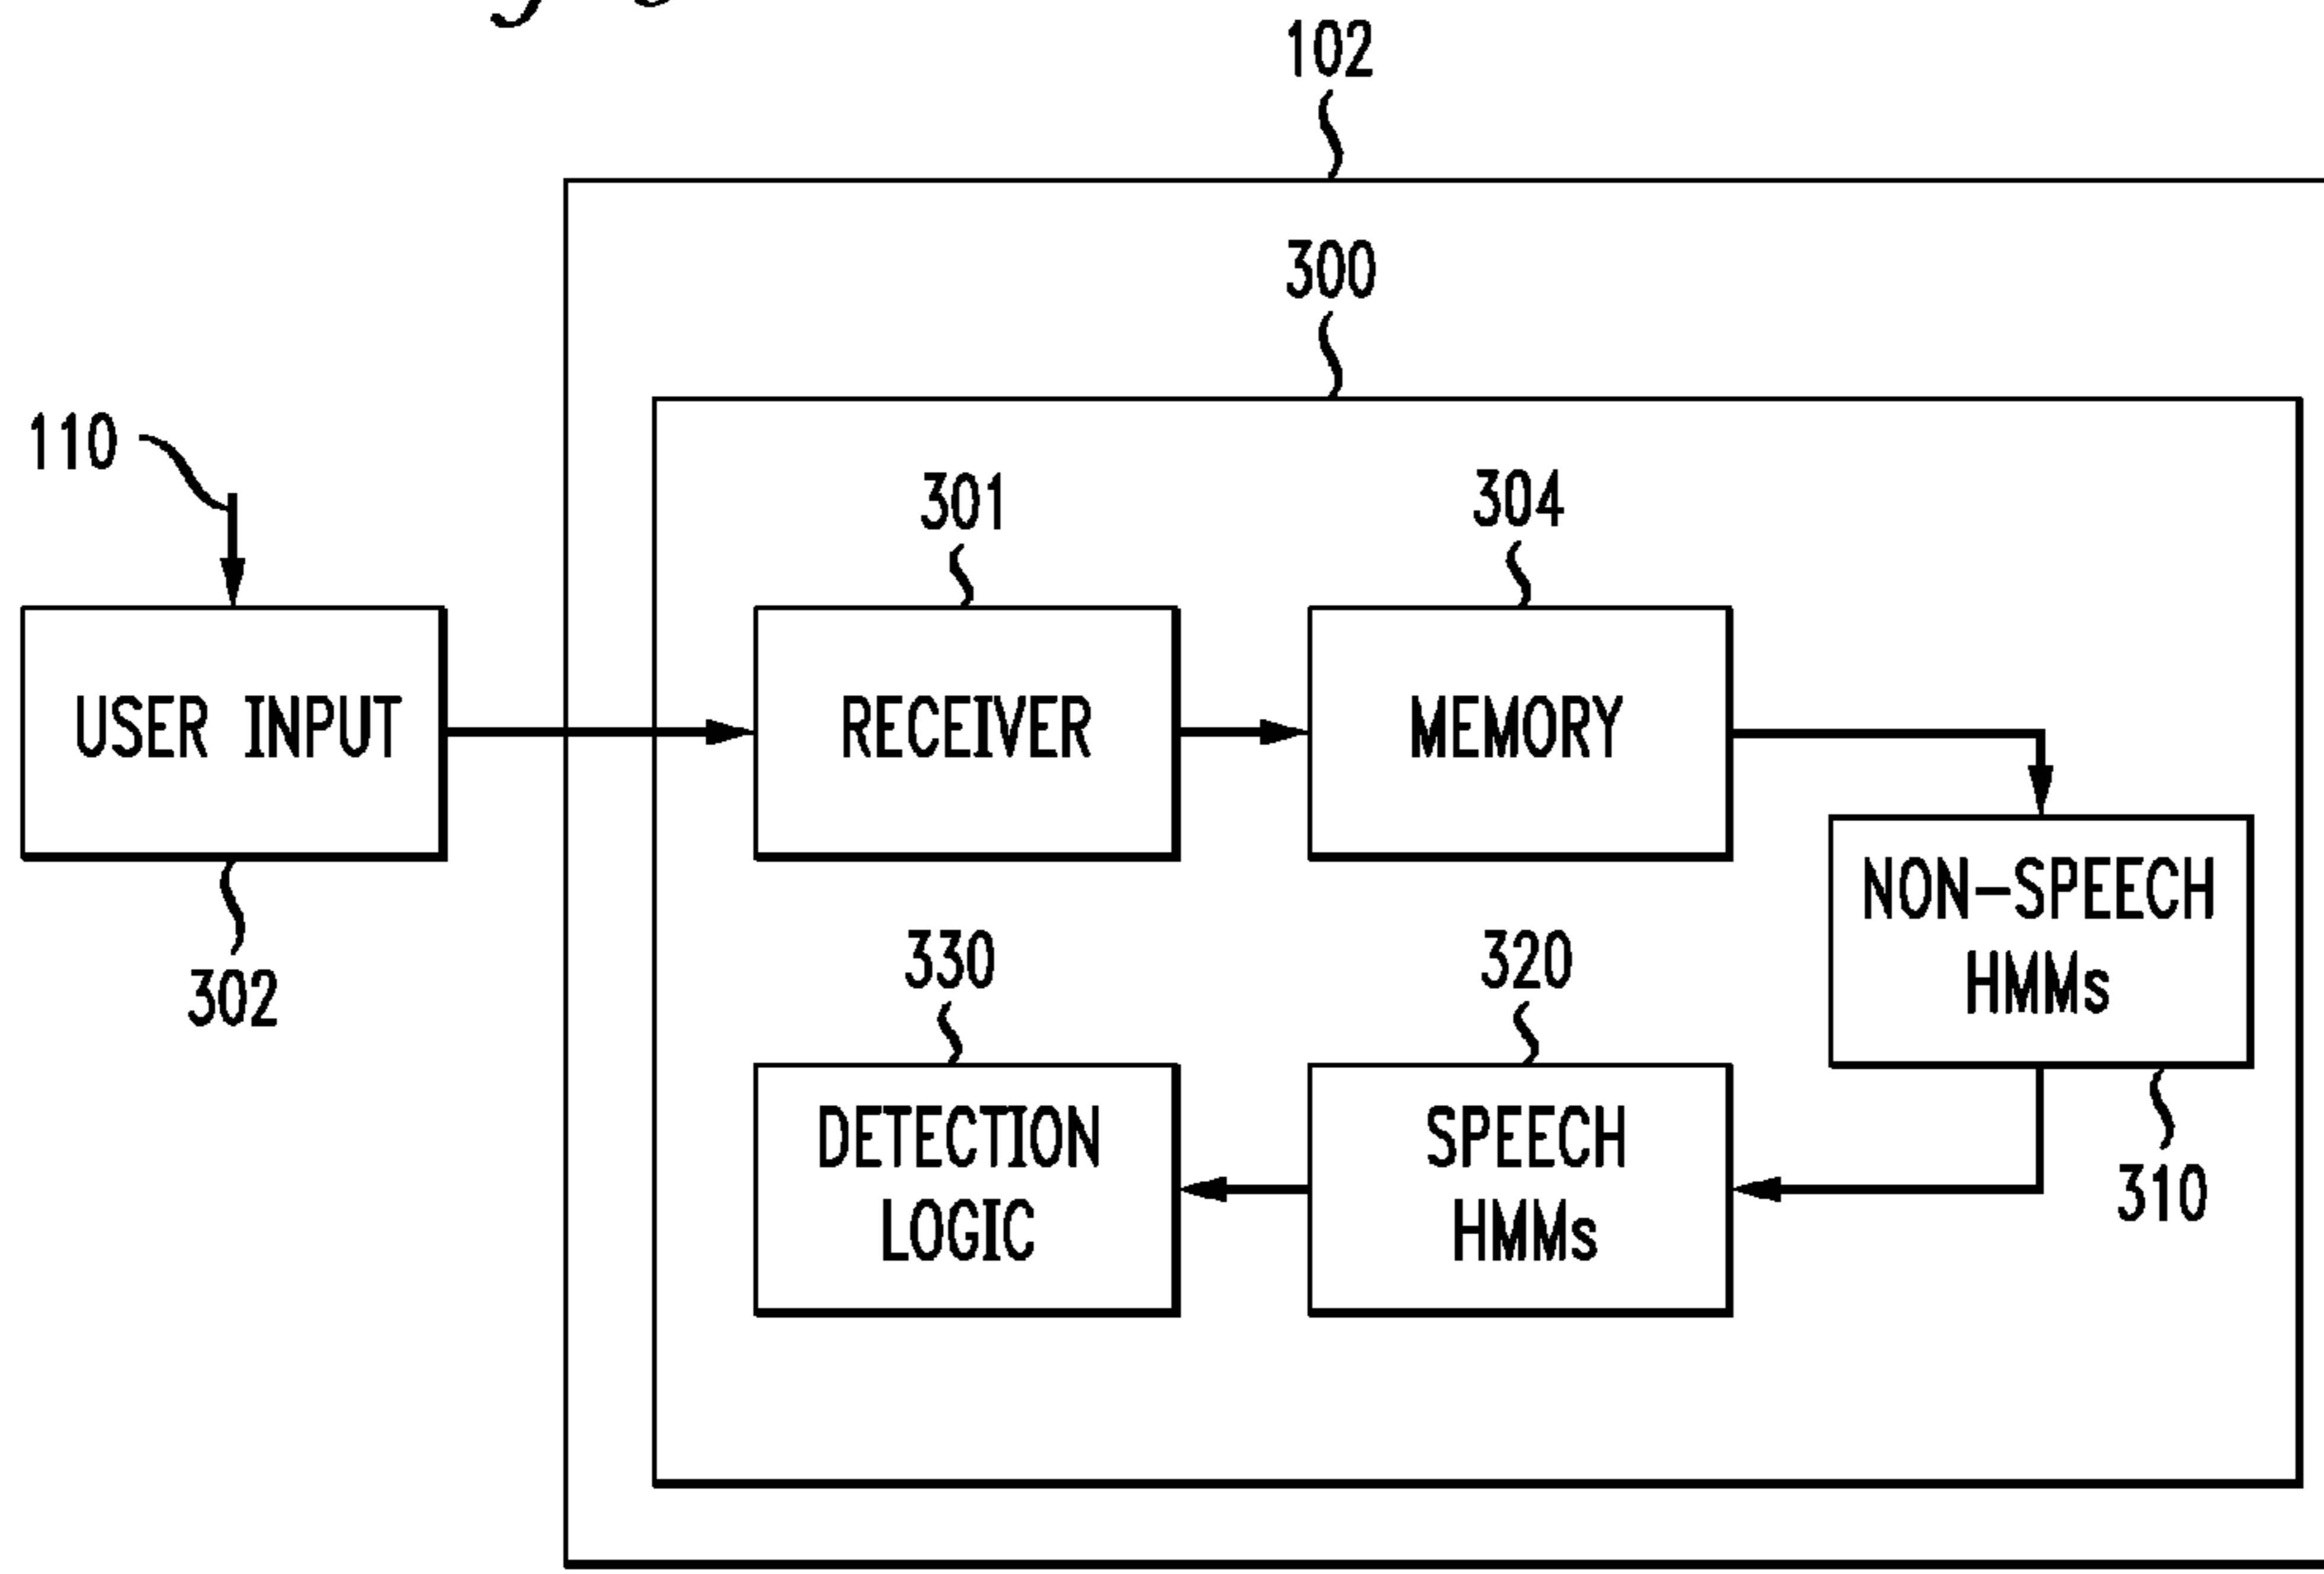 102
300
110
301
304
USER INPUT
RECEIVER
MEMORY
NON-SPEECH
HMMs
302
330
320
310
DETECTION
LOGIC
SPEECH
HMMs